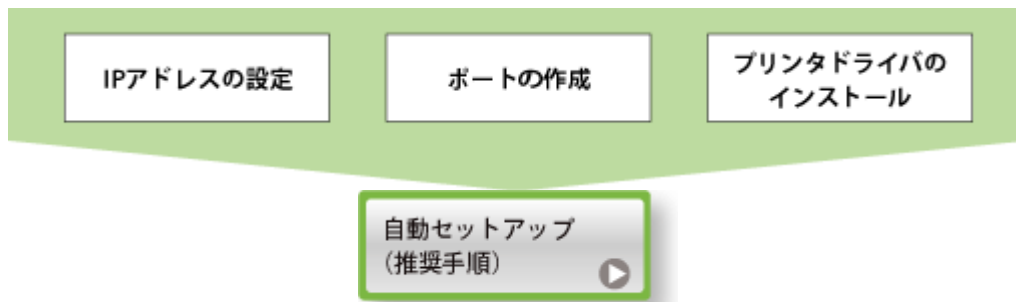 IPアドレスの設定
ポートの作成
プリンタドライバの
インストール
自動セットアップ
（推奨手順）